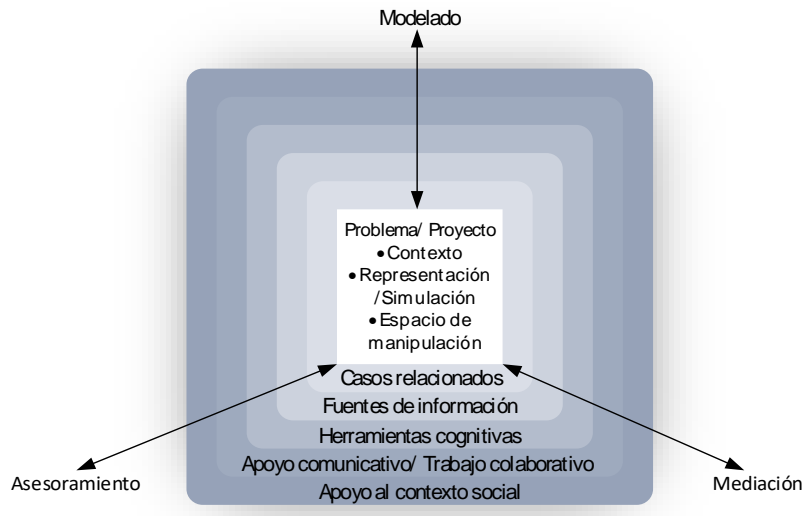 Modelado
Problema/ Proyecto
•Contexto
•Representación
/Simulación
•Espacio de
manipulación
Casos relacionados
Fuentes de información
Herramientas cognitivas
Apoyo comunicativo/ Trabajo colaborativo
Asesoramiento
Mediación
Apoyo al contexto social